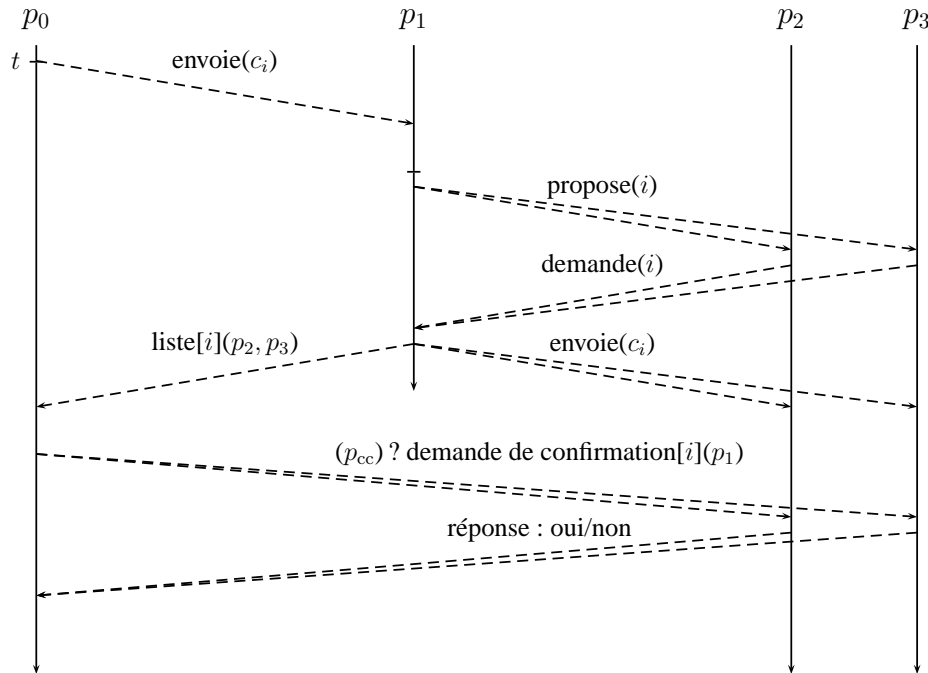 p₀ p₁ p₂ p₃
t
envoie(cᵢ)
propose(i)
demande(i)
liste[i](p₂, p₃)
envoie(cᵢ)
(p_cc) ? demande de confirmation[i](p₁)
réponse : oui/non